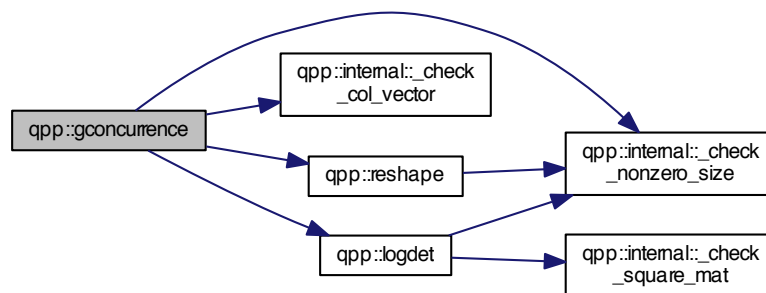 qpp::gconcurrence
qpp::internal::_check
_col_vector
qpp::reshape
qpp::logdet
qpp::internal::_check
_nonzero_size
qpp::internal::_check
_square_mat